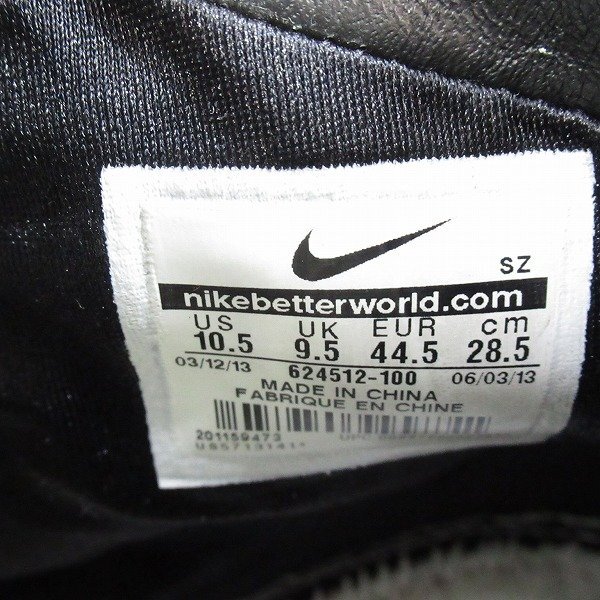 SZ
nikebetterworld.com
US UK EUR cm
10.5 9.5 44.5 28.5
03/12/13 624512-100 06/03/13
MADE IN CHINA
FABRIQUE EN CHINE
201159473 UPC